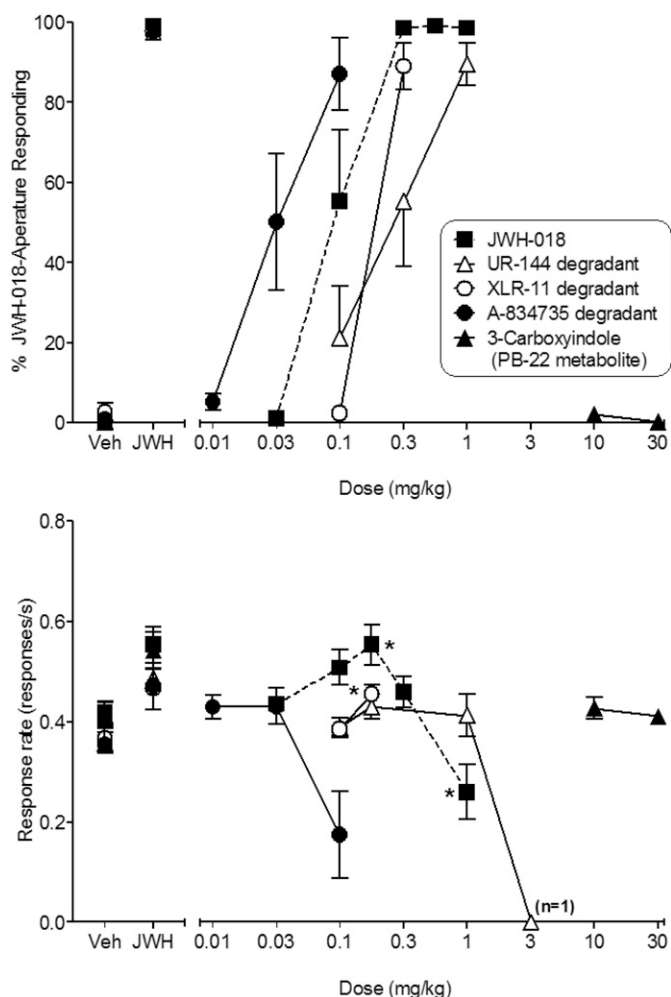 100
80
60
40
20
0
% JWH-018-Aperature Responding
JWH-018
UR-144 degradant
XLR-11 degradant
A-834735 degradant
3-Carboxyindole
(PB-22 metabolite)
Veh JWH 0.01 0.03 0.1 0.3 1 3 10 30
Dose (mg/kg)
0.8
0.6
0.4
0.2
0.0
Response rate (responses/s)
*
*
*
(n=1)
Veh JWH 0.01 0.03 0.1 0.3 1 3 10 30
Dose (mg/kg)